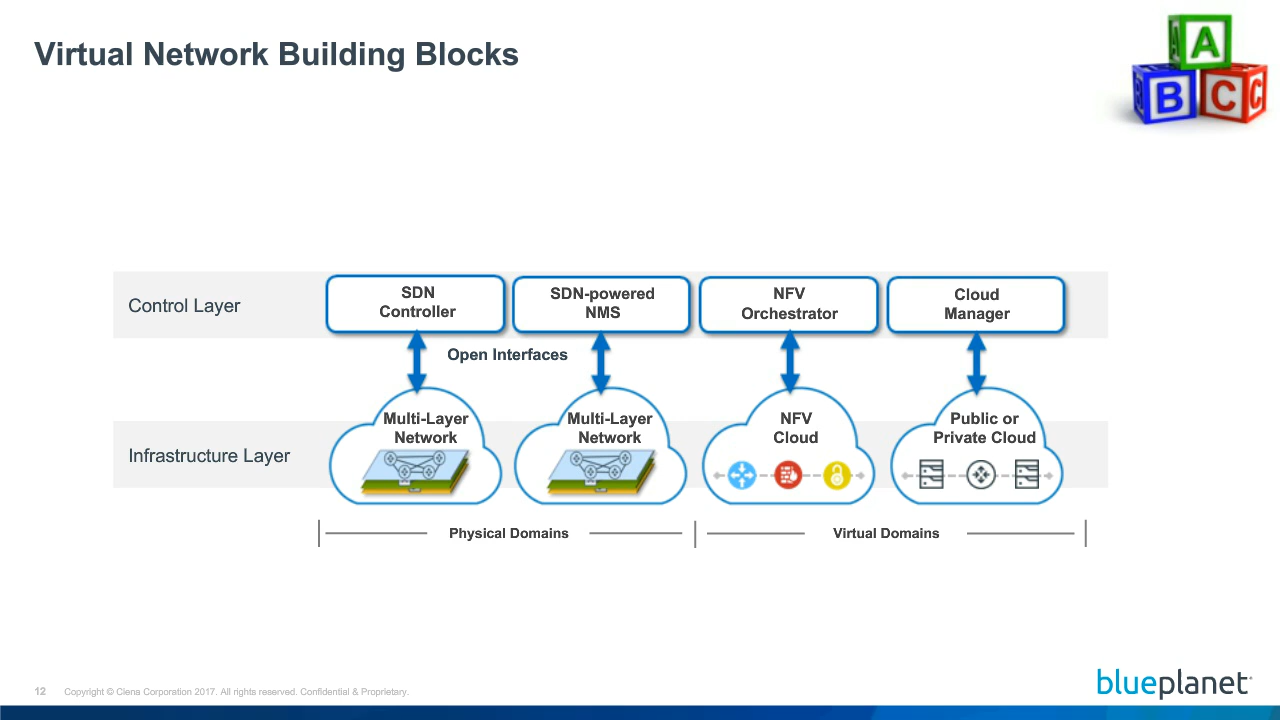 Virtual Network Building Blocks
A
B
B
C
C
Control Layer
SDN
Controller
SDN-powered
NMS
NFV
Orchestrator
Cloud
Manager
Open Interfaces
Infrastructure Layer
Multi-Layer
Network
Multi-Layer
Network
NFV
Cloud
Public or
Private Cloud
Physical Domains
Virtual Domains
12 Copyright © Ciena Corporation 2017. All rights reserved. Confidential & Proprietary.
blueplanet